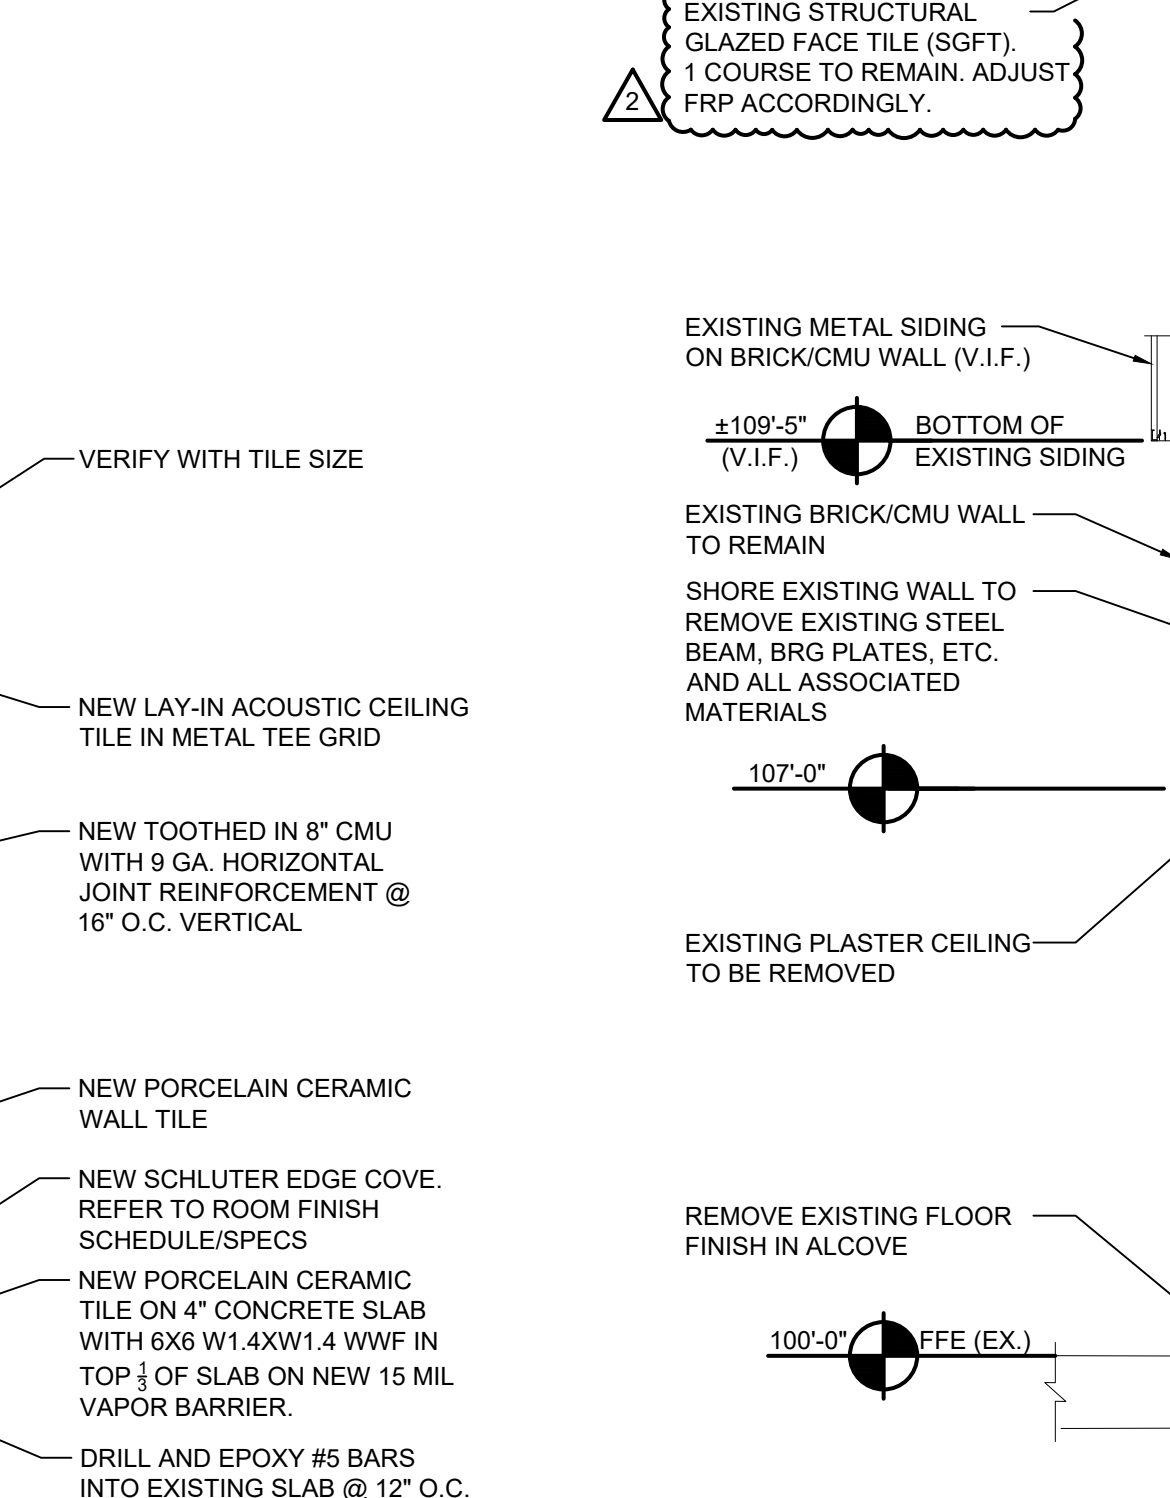 EXISTING STRUCTURAL
GLAZED FACE TILE (SGFT).
1 COURSE TO REMAIN. ADJUST
FRP ACCORDINGLY.
2
EXISTING METAL SIDING
ON BRICK/CMU WALL (V.I.F.)
±109'-5"
(V.I.F.)
BOTTOM OF
EXISTING SIDING
EXISTING BRICK/CMU WALL
TO REMAIN
SHORE EXISTING WALL TO
REMOVE EXISTING STEEL
BEAM, BRG PLATES, ETC.
AND ALL ASSOCIATED
MATERIALS
107'-0"
EXISTING PLASTER CEILING
TO BE REMOVED
REMOVE EXISTING FLOOR
FINISH IN ALCOVE
100'-0"
FFE (EX.)
VERIFY WITH TILE SIZE
NEW LAY-IN ACOUSTIC CEILING
TILE IN METAL TEE GRID
NEW TOOTHED IN 8" CMU
WITH 9 GA. HORIZONTAL
JOINT REINFORCEMENT @
16" O.C. VERTICAL
NEW PORCELAIN CERAMIC
WALL TILE
NEW SCHLUTER EDGE COVE.
REFER TO ROOM FINISH
SCHEDULE/SPECS
NEW PORCELAIN CERAMIC
TILE ON 4" CONCRETE SLAB
WITH 6X6 W1.4XW1.4 WWF IN
TOP 1/3 OF SLAB ON NEW 15 MIL
VAPOR BARRIER.
DRILL AND EPOXY #5 BARS
INTO EXISTING SLAB @ 12" O.C.